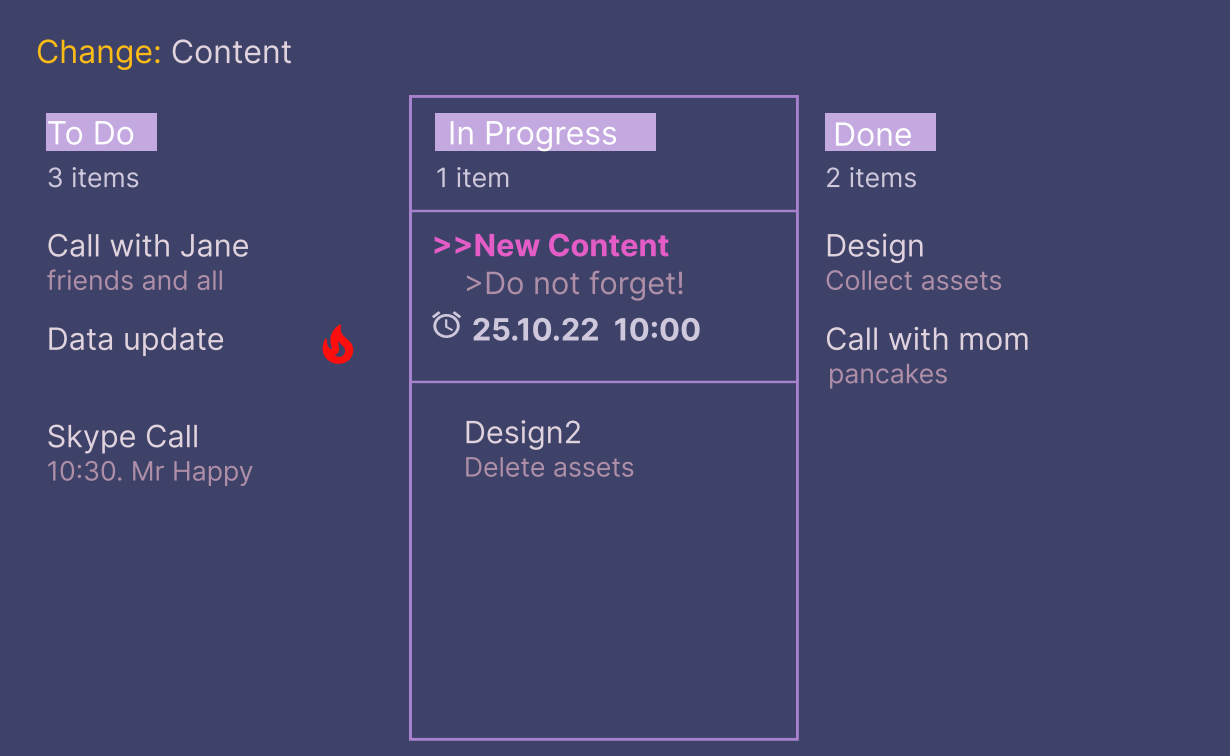 Change: Content
To Do
3 items
Call with Jane
friends and all
Data update
Skype Call
10:30. Mr Happy
In Progress
1 item
>>New Content
>Do not forget!
25.10.22 10:00
Design2
Delete assets
Done
2 items
Design
Collect assets
Call with mom
pancakes